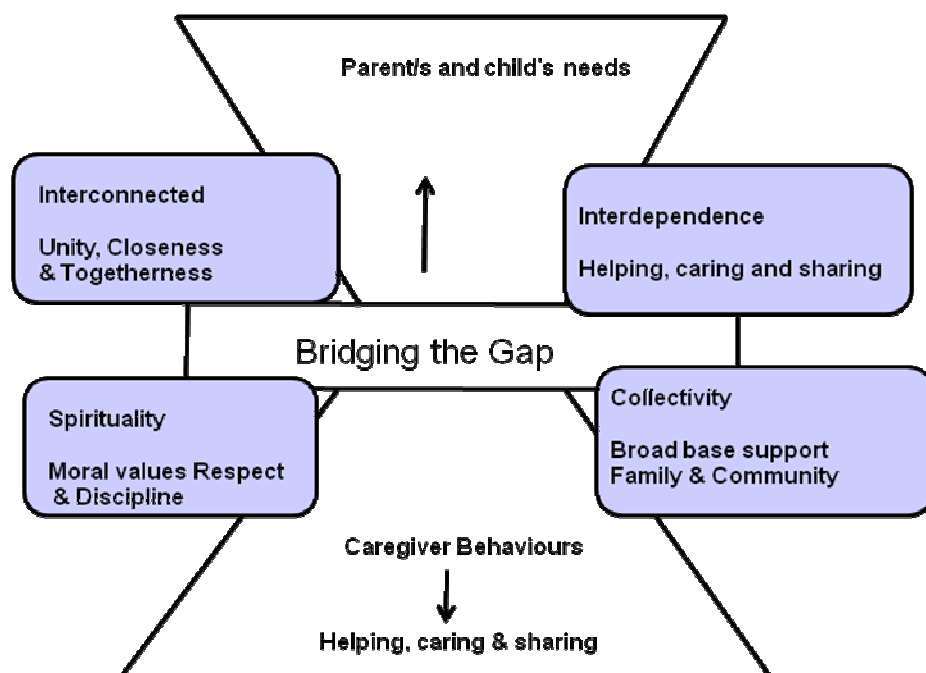 Parent/s and child's needs
Interconnected
Unity, Closeness
& Togetherness
Interdependence
Helping, caring and sharing
Bridging the Gap
Spirituality
Moral values Respect
& Discipline
Collectivity
Broad base support
Family & Community
Caregiver Behaviours
Helping, caring & sharing